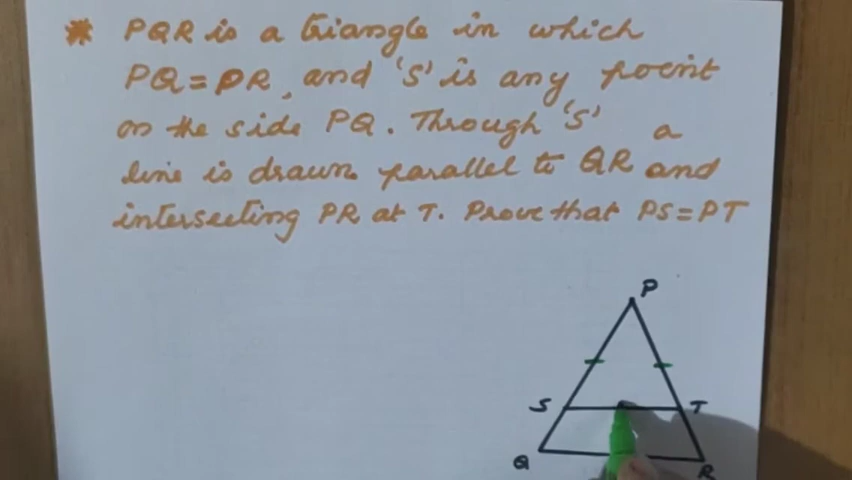 * PQR is a triangle in which
PQ = PR, and 'S' is any point
on the side PQ. Through 'S' a
line is drawn parallel to QR and
intersecting PR at T. Prove that PS = PT
P
S T
Q R